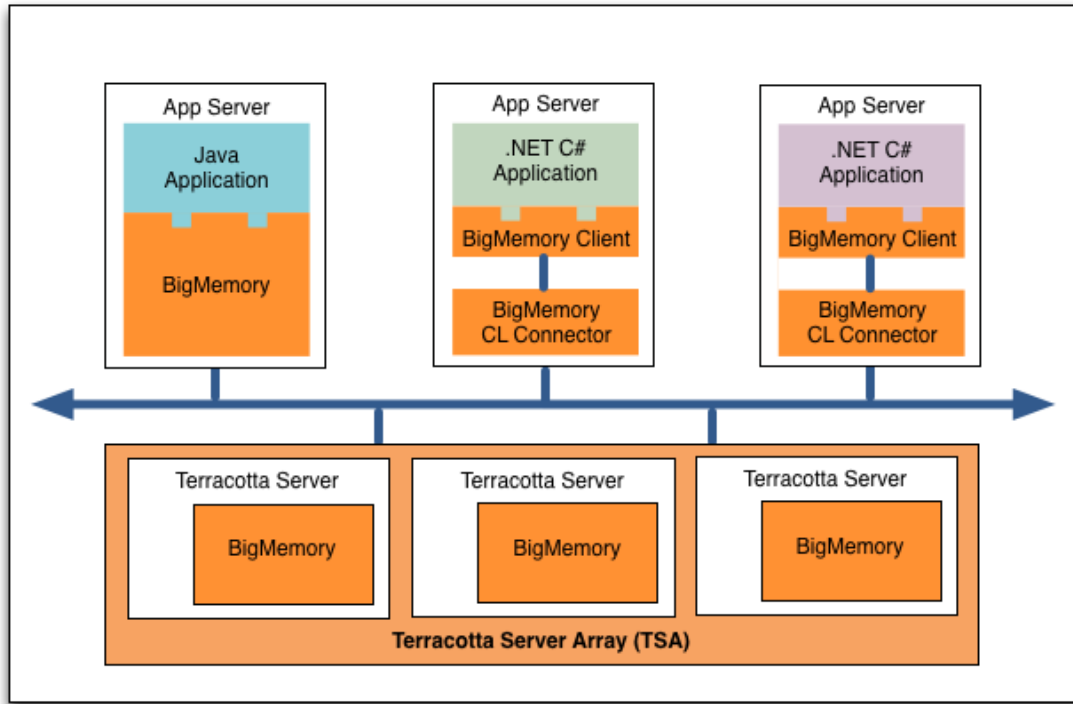 App Server
Java
Application
BigMemory
App Server
.NET C#
Application
BigMemory Client
BigMemory
CL Connector
App Server
.NET C#
Application
BigMemory Client
BigMemory
CL Connector
Terracotta Server
BigMemory
Terracotta Server
BigMemory
Terracotta Server
BigMemory
Terracotta Server Array (TSA)